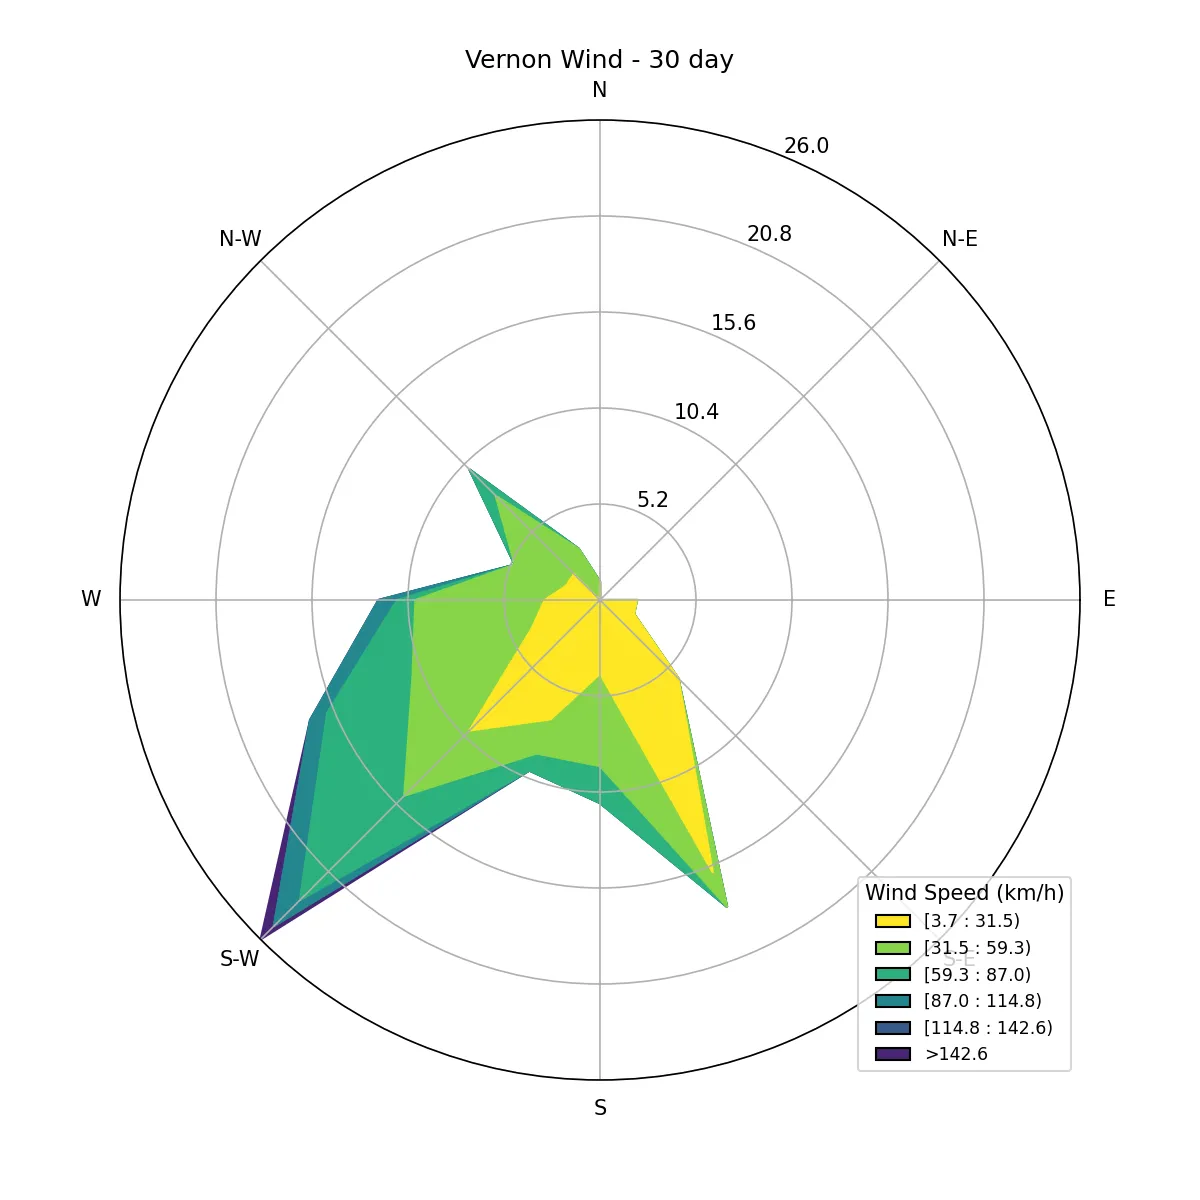 Vernon Wind - 30 day
N
26.0
N-W
20.8
N-E
15.6
10.4
5.2
W
E
S-W
S-E
S
Wind Speed (km/h)
[3.7 : 31.5)
[31.5 : 59.3)
[59.3 : 87.0)
[87.0 : 114.8)
[114.8 : 142.6)
>142.6